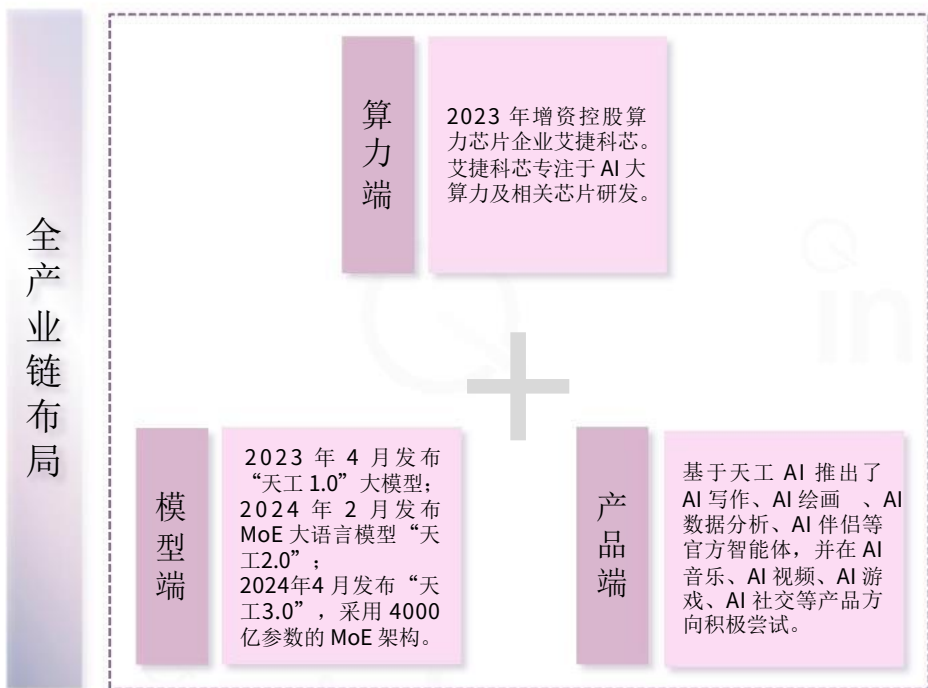 全产业链布局
算力端
2023 年增资控股算
力芯片企业艾捷科芯。
艾捷科芯专注于 AI 大
算力及相关芯片研发。
模型端
2023 年 4 月发布
“天工 1.0”大模型；
2024 年 2 月发布
MoE 大语言模型“天
工2.0”；
2024年4 月发布“天
工3.0”，采用 4000
亿参数的 MoE 架构。
产品端
基于天工 AI 推出了
AI 写作、AI 绘画 、AI
数据分析、AI 伴侣等
官方智能体，并在 AI
音乐、AI 视频、AI 游
戏、AI 社交等产品方
向积极尝试。
in